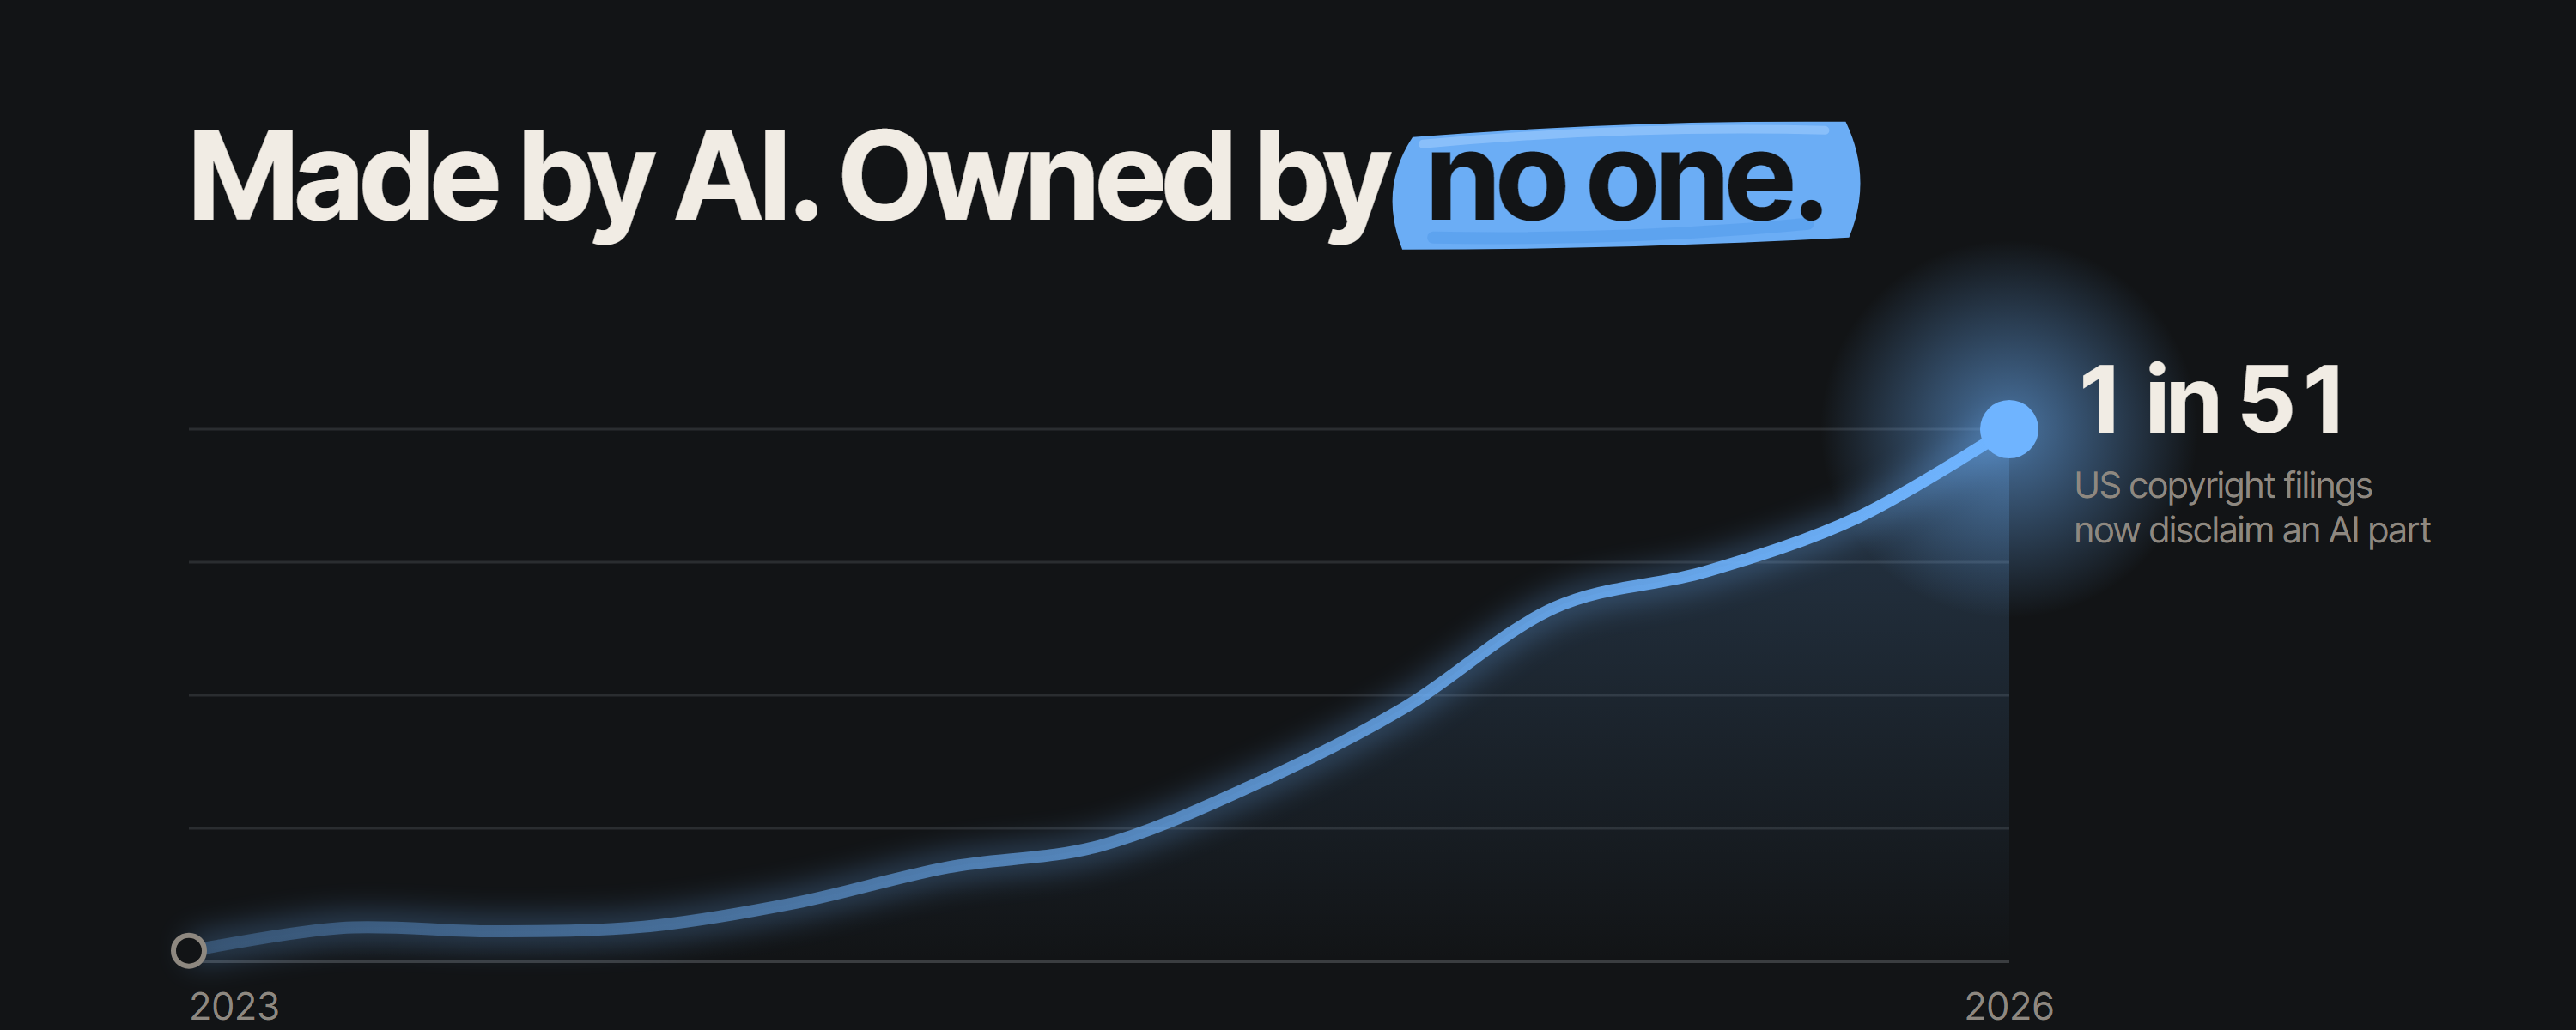 Made by AI. Owned by no one.
1 in 51
US copyright filings
now disclaim an AI part
2023
2026